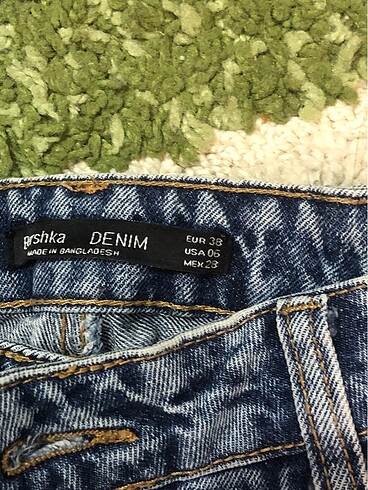 Bershka DENIM
MADE IN BANGLADESH
EUR 38
USA 06
MEX 28